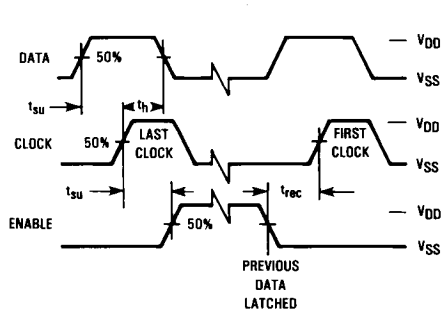 DATA
50%
VDD
VSS
tsu
th
CLOCK
50%
LAST
CLOCK
FIRST
CLOCK
VDD
VSS
tsu
trec
ENABLE
50%
VDD
VSS
PREVIOUS
DATA
LATCHED